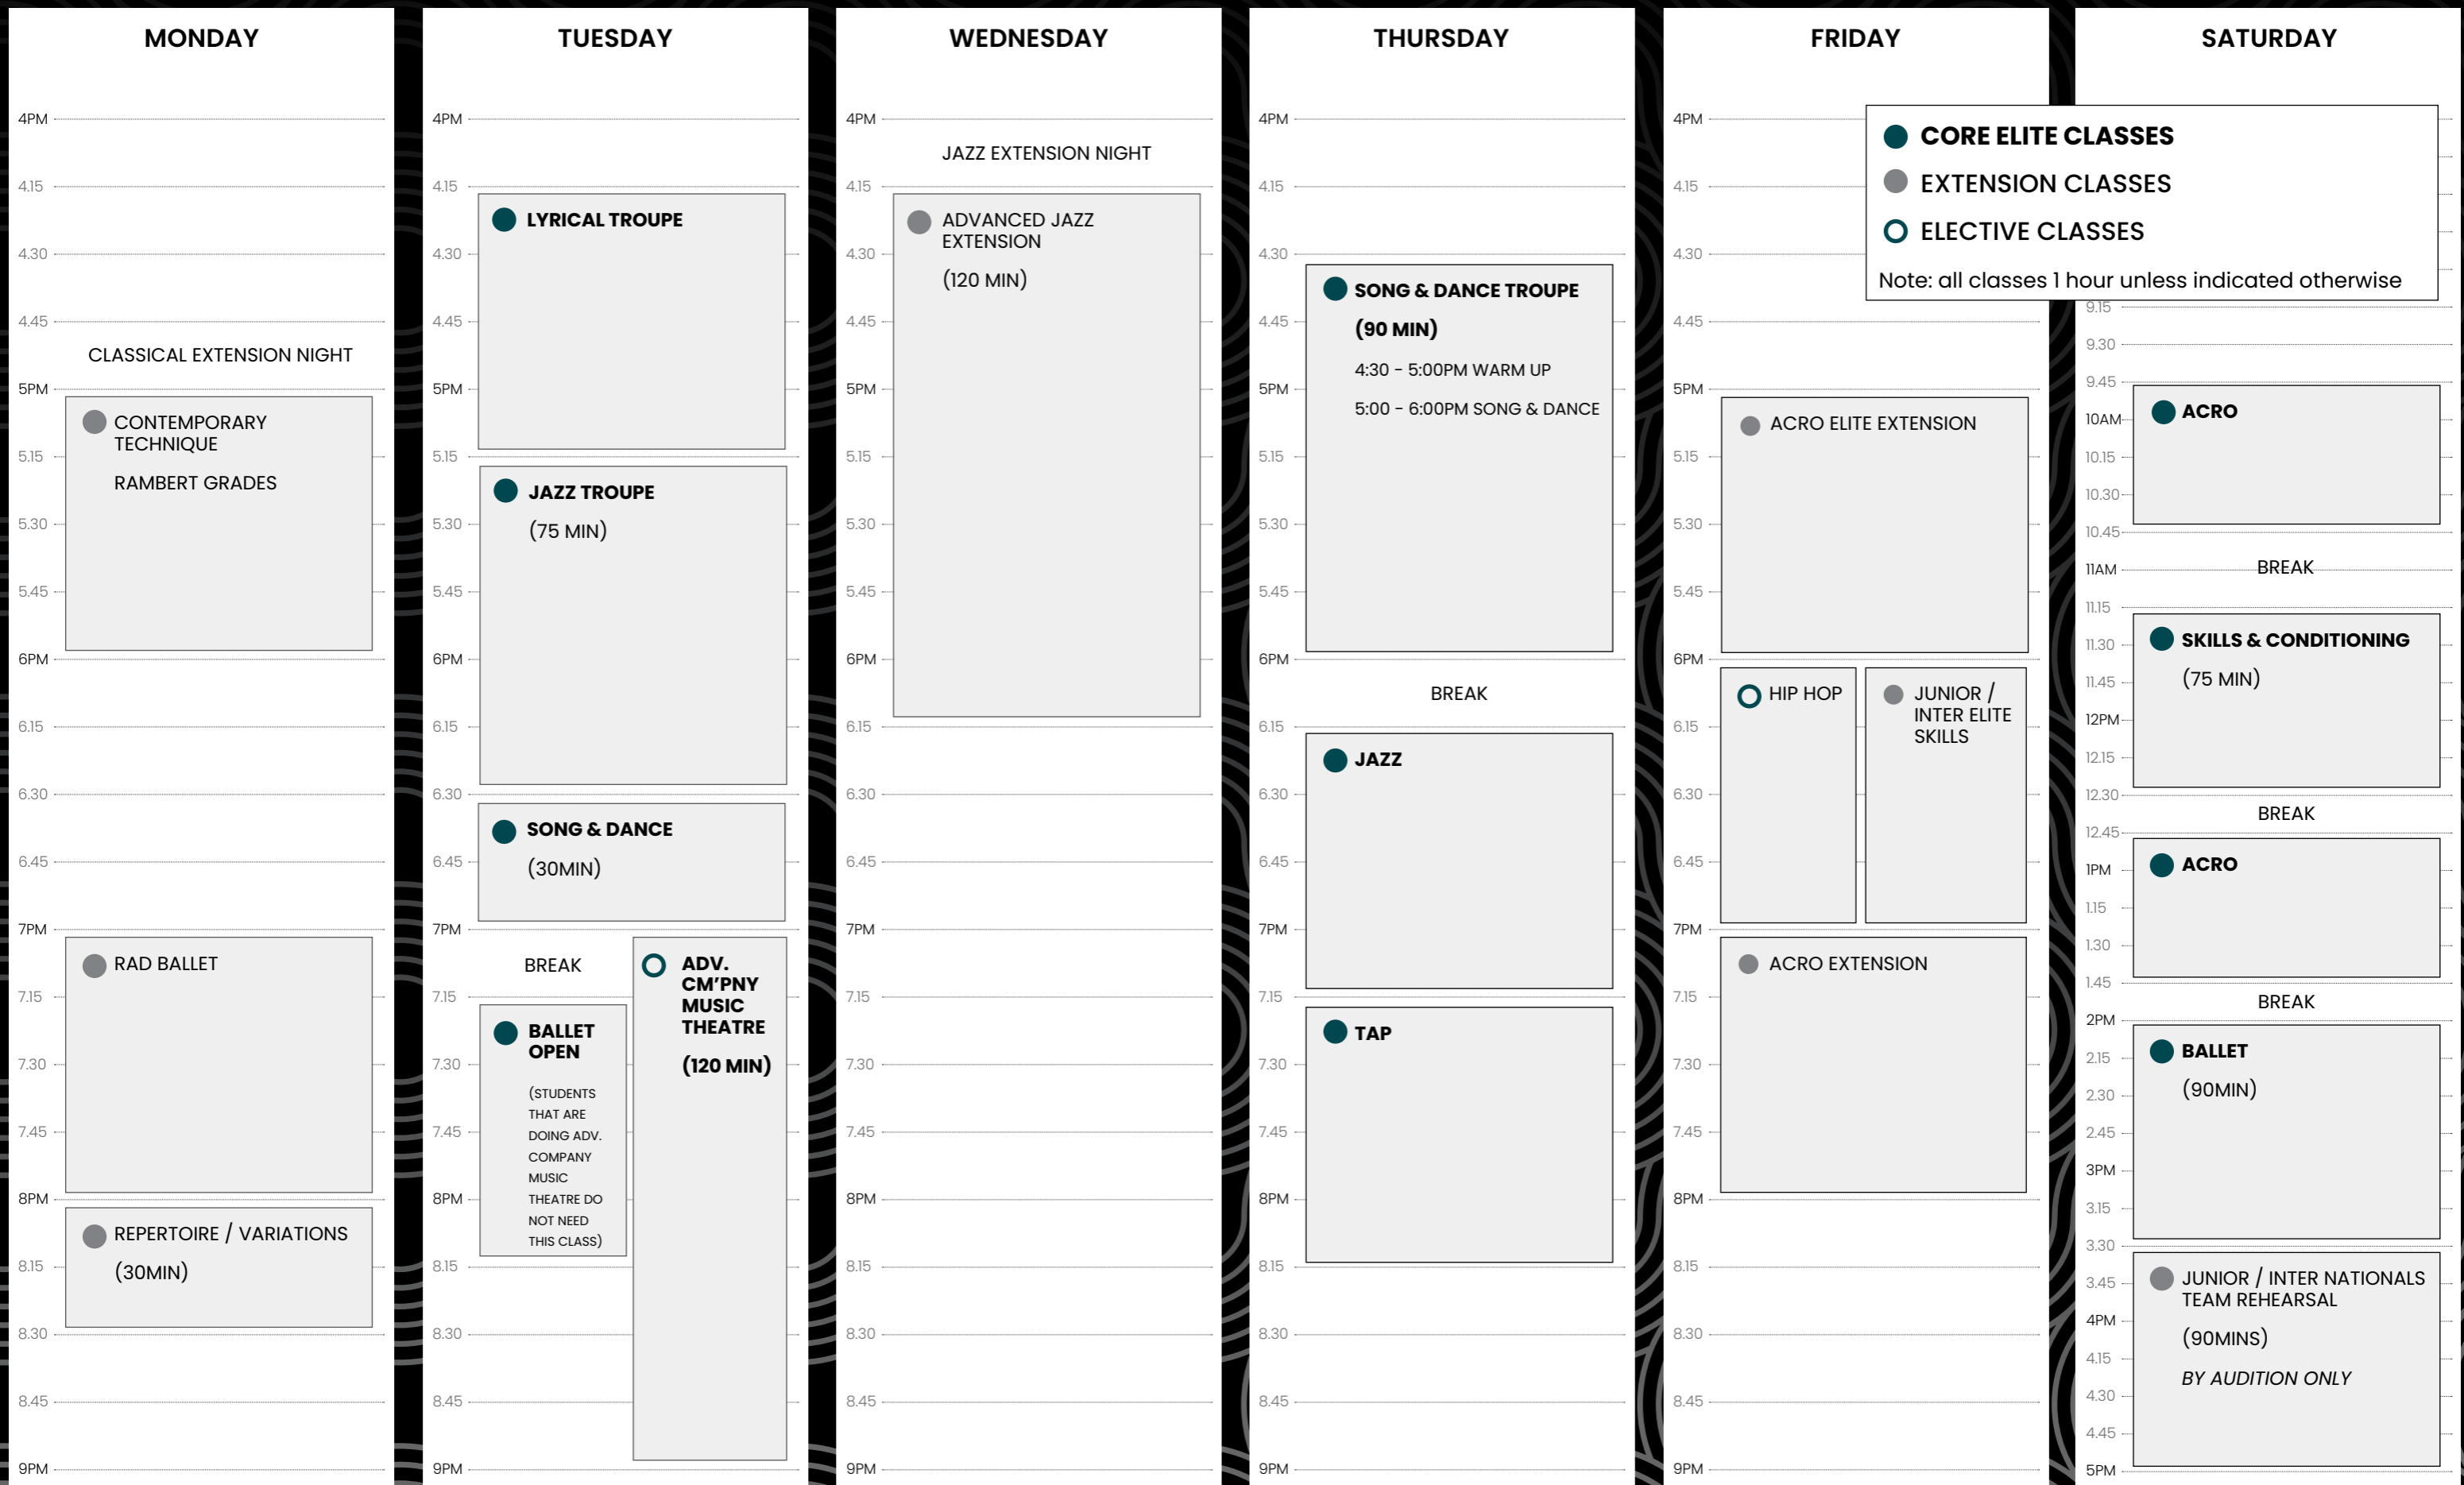 MONDAY
4PM
4.15
4.30
4.45
CLASSICAL EXTENSION NIGHT
5PM
CONTEMPORARY
TECHNIQUE
5.15
RAMBERT GRADES
5.30
5.45
6PM
6.15
6.30
6.45
7PM
RAD BALLET
7.15
7.30
7.45
8PM
REPERTOIRE / VARIATIONS
8.15
(30MIN)
8.30
8.45
9PM
TUESDAY
4PM
4.15
LYRICAL TROUPE
4.30
4.45
5PM
5.15
JAZZ TROUPE
5.30
(75 MIN)
5.45
6PM
6.15
6.30
SONG & DANCE
6.45
(30MIN)
7PM
BREAK
7.15
BALLET
OPEN
7.30
(STUDENTS
THAT ARE
7.45
DOING ADV.
COMPANY
MUSIC
8PM
THEATRE DO
NOT NEED
THIS CLASS)
8.15
8.30
8.45
9PM
ADV.
CM'PNY
MUSIC
THEATRE
(120 MIN)
WEDNESDAY
4PM
JAZZ EXTENSION NIGHT
4.15
ADVANCED JAZZ
EXTENSION
4.30
(120 MIN)
4.45
5PM
5.15
5.30
5.45
6PM
6.15
6.30
6.45
7PM
7.15
7.30
7.45
8PM
8.15
8.30
8.45
9PM
THURSDAY
4PM
4.15
4.30
SONG & DANCE TROUPE
4.45
(90 MIN)
4:30 - 5:00PM WARM UP
5PM
5:00 - 6:00PM SONG & DANCE
5.15
5.30
5.45
6PM
BREAK
6.15
JAZZ
6.30
6.45
7PM
7.15
TAP
7.30
7.45
8PM
8.15
8.30
8.45
9PM
FRIDAY
4PM
4.15
4.30
4.45
5PM
ACRO ELITE EXTENSION
5.15
5.30
5.45
6PM
HIP HOP
JUNIOR /
INTER ELITE
SKILLS
6.15
6.30
6.45
7PM
ACRO EXTENSION
7.15
7.30
7.45
8PM
8.15
8.30
8.45
9PM
SATURDAY
CORE ELITE CLASSES
EXTENSION CLASSES
ELECTIVE CLASSES
Note: all classes 1 hour unless indicated otherwise
9.15
9.30
9.45
ACRO
10AM
10.15
10.30
10.45
BREAK
11AM
11.15
SKILLS & CONDITIONING
11.30
(75 MIN)
11.45
12PM
12.15
12.30
BREAK
12.45
ACRO
1PM
1.15
1.30
1.45
BREAK
2PM
BALLET
2.15
(90MIN)
2.30
2.45
3PM
3.15
3.30
JUNIOR / INTER NATIONALS
3.45
TEAM REHEARSAL
4PM
(90MINS)
4.15
BY AUDITION ONLY
4.30
4.45
5PM